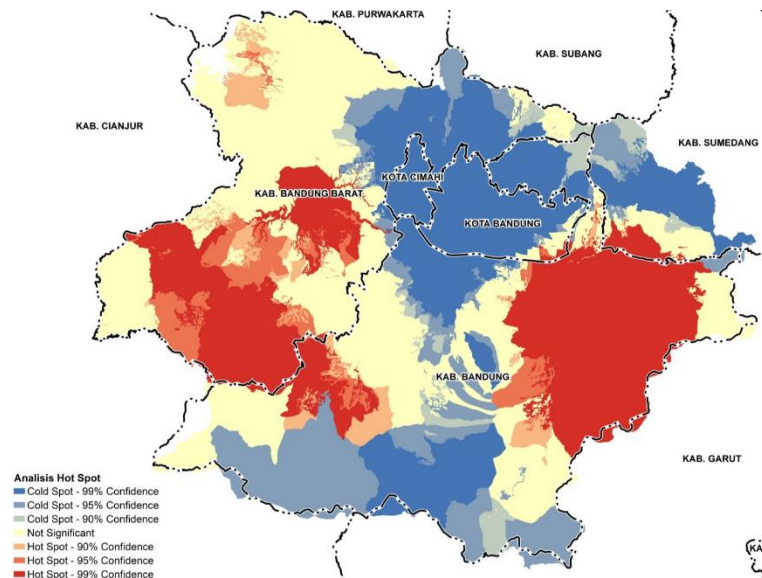 KAB. PURWAKARTA
KAB. SUBANG
KAB. CIANJUR
KAB. SUMEDANG
KOTA CIMAHI
KAB. BANDUNG BARAT
KOTA BANDUNG
KAB. BANDUNG
KAB. GARUT
Analisis Hot Spot
Cold Spot - 99% Confidence
Cold Spot - 95% Confidence
Cold Spot - 90% Confidence
Not Significant
Hot Spot - 90% Confidence
Hot Spot - 95% Confidence
Hot Spot - 99% Confidence